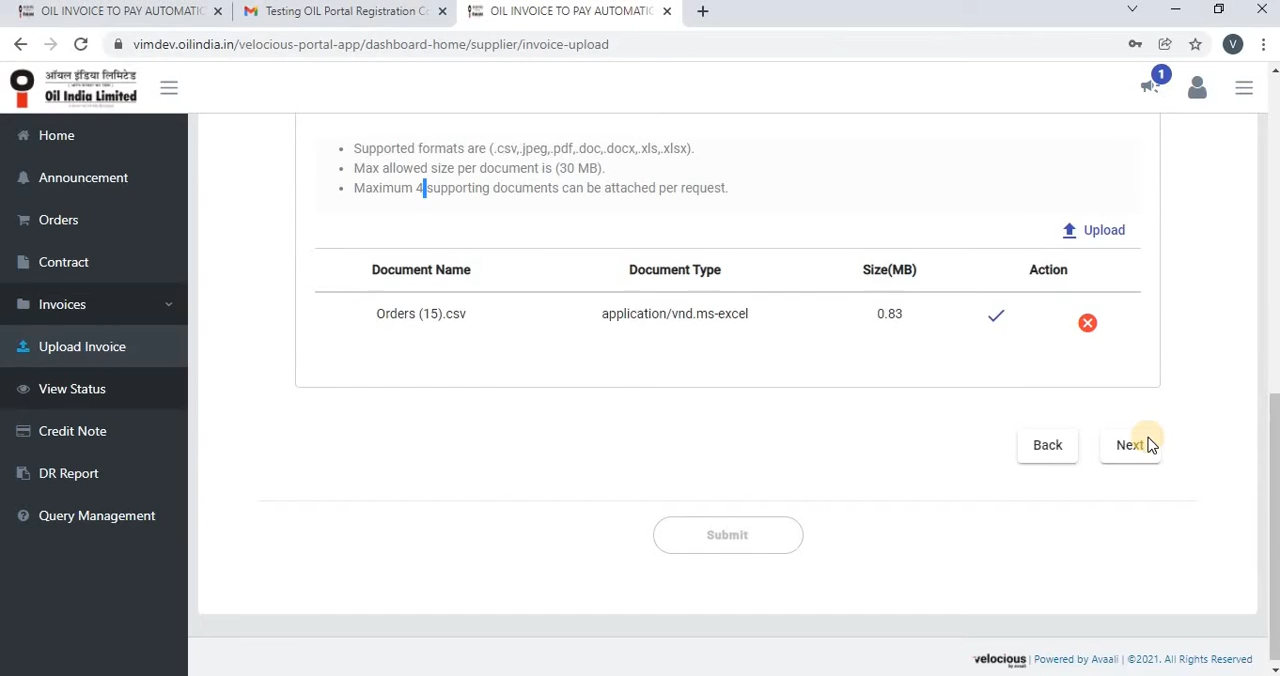 OIL INVOICE TO PAY AUTOMATIC
Testing OIL Portal Registration Co
OIL INVOICE TO PAY AUTOMATIC
vimdev.oilindia.in/velocious-portal-app/dashboard-home/supplier/invoice-upload
V
ऑयल इंडिया लिमिटेड
Oil India Limited
1
Home
Announcement
Orders
Contract
Invoices
Upload Invoice
View Status
Credit Note
DR Report
Query Management
• Supported formats are (.csv,.jpeg,.pdf,.doc,.docx,.xls,.xlsx).
• Max allowed size per document is (30 MB).
• Maximum 4 supporting documents can be attached per request.
Upload
Document Name Document Type Size(MB) Action
Orders (15).csv application/vnd.ms-excel 0.83
Back Next
Submit
velocious by avaali | Powered by Avaali | ©2021. All Rights Reserved